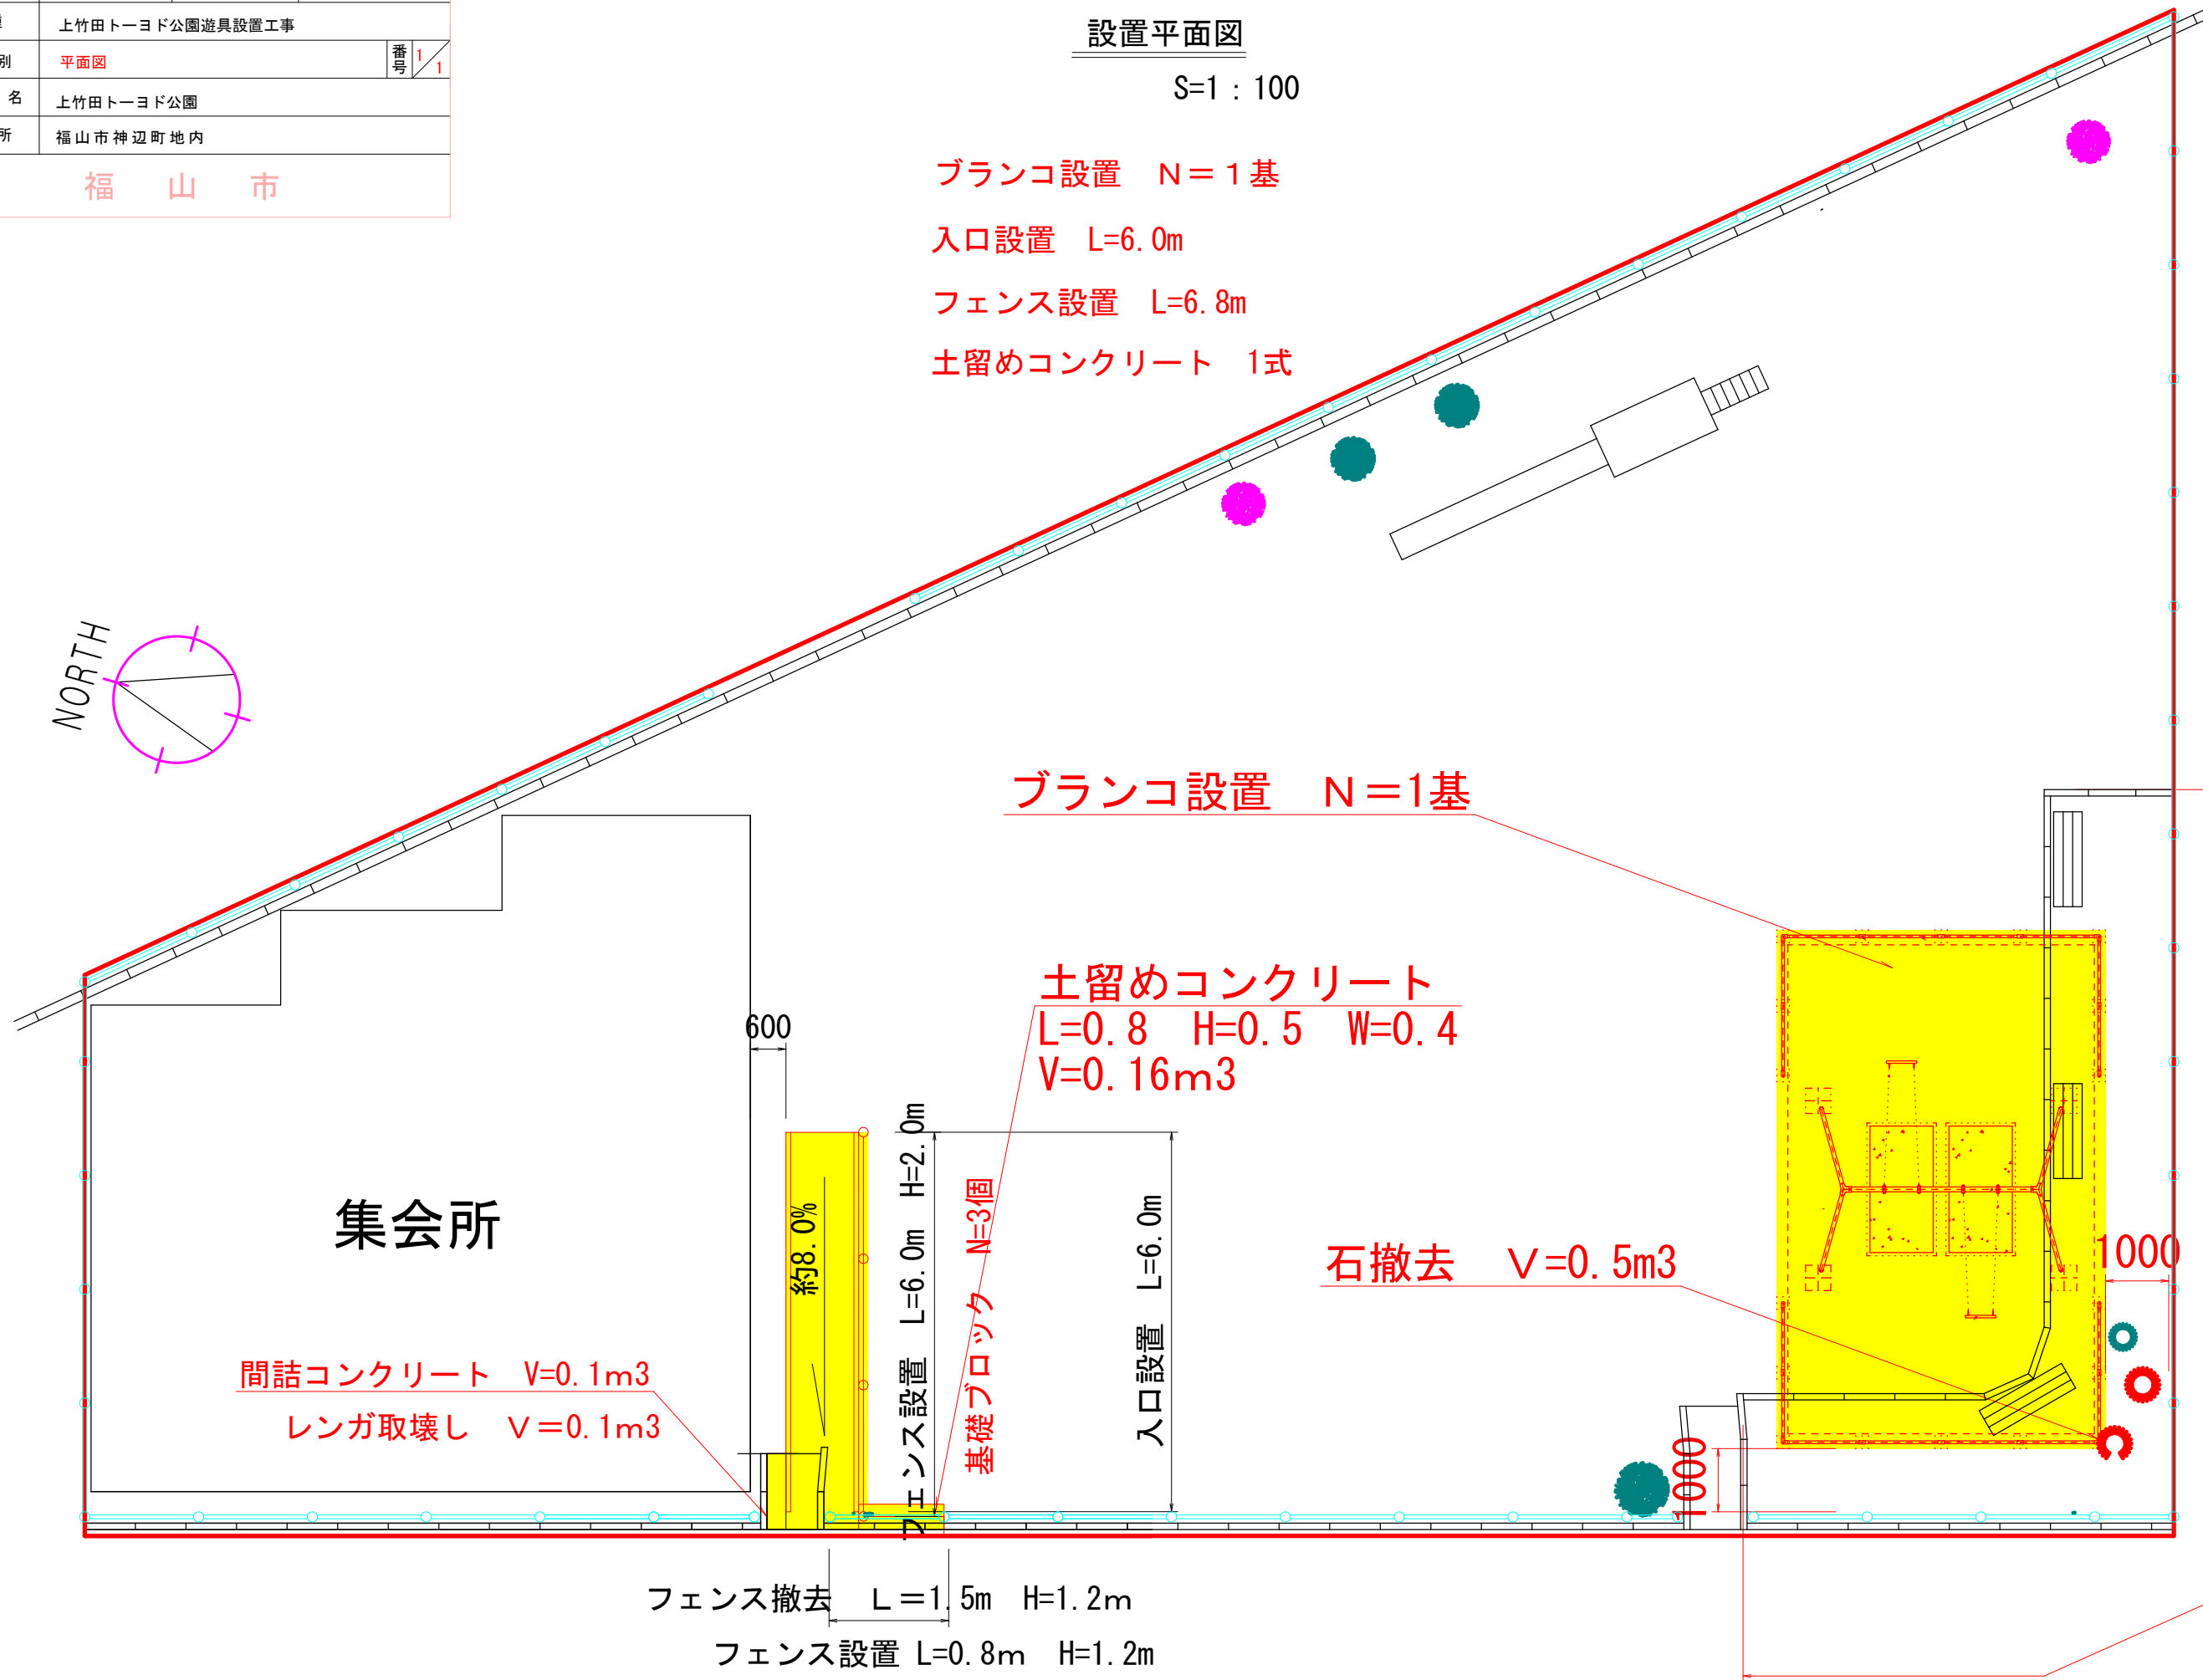 種
上竹田トーヨド公園遊具設置工事
別
平面図
番号
1
1
名
上竹田トーヨド公園
所
福山市神辺町地内
福山市
設置平面図
S=1：100
ブランコ設置　Ｎ＝１基
入口設置　L=6.0m
フェンス設置　L=6.8m
土留めコンクリート　1式
NORTH
ブランコ設置　Ｎ＝1基
土留めコンクリート
L=0.8　H=0.5　W=0.4
V=0.16ｍ3
600
集会所
約8.0%
フェンス設置　L=6.0m　H=2.0m
基礎ブロック　N=3個
入口設置　L=6.0m
石撤去　Ｖ=0.5m3
1000
1000
間詰コンクリート　V=0.1m3
レンガ取壊し　Ｖ＝0.1m3
フェンス撤去　Ｌ＝1.5m　H=1.2ｍ
フェンス設置 L=0.8ｍ　H=1.2m